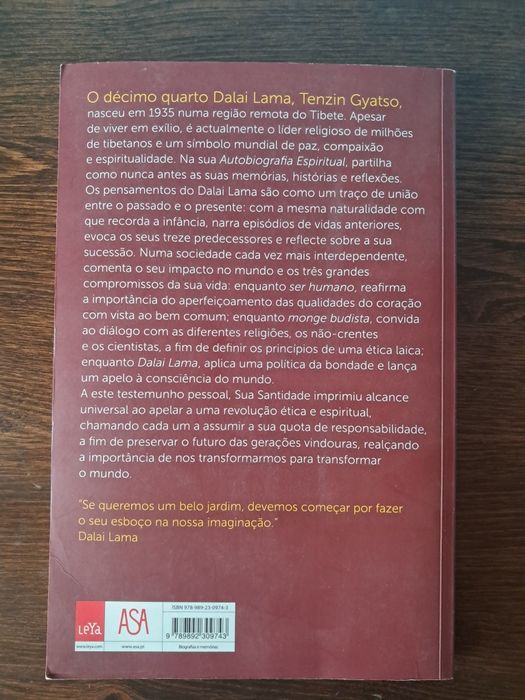 O décimo quarto Dalai Lama, Tenzin Gyatso,
nasceu em 1935 numa região remota do Tibete. Apesar
de viver em exílio, é actualmente o líder religioso de milhões
de tibetanos e um símbolo mundial de paz, compaixão
e espiritualidade. Na sua Autobiografia Espiritual, partilha
como nunca antes as suas memórias, histórias e reflexões.
Os pensamentos do Dalai Lama são como um traço de união
entre o passado e o presente: com a mesma naturalidade com
que recorda a infância, narra episódios de vidas anteriores,
evoca os seus treze predecessores e reflecte sobre a sua
sucessão. Numa sociedade cada vez mais interdependente,
comenta o seu impacto no mundo e os três grandes
compromissos da sua vida: enquanto ser humano, reafirma
a importância do aperfeiçoamento das qualidades do coração
com vista ao bem comum; enquanto monge budista, convida
ao diálogo com as diferentes religiões, os não-crentes
e os cientistas, a fim de definir os princípios de uma ética laica;
enquanto Dalai Lama, aplica uma política da bondade e lança
um apelo à consciência do mundo.
A este testemunho pessoal, Sua Santidade imprimiu alcance
universal ao apelar a uma revolução ética e espiritual,
chamando cada um a assumir a sua quota de responsabilidade,
a fim de preservar o futuro das gerações vindouras, realçando
a importância de nos transformarmos para transformar
o mundo.
"Se queremos um belo jardim, devemos começar por fazer
o seu esboço na nossa imaginação."
Dalai Lama
ISBN 978-989-23-0974-3
LeYa
ASA
9 789892 309743
www.leya.com
www.asa.pt
Biografias e memórias